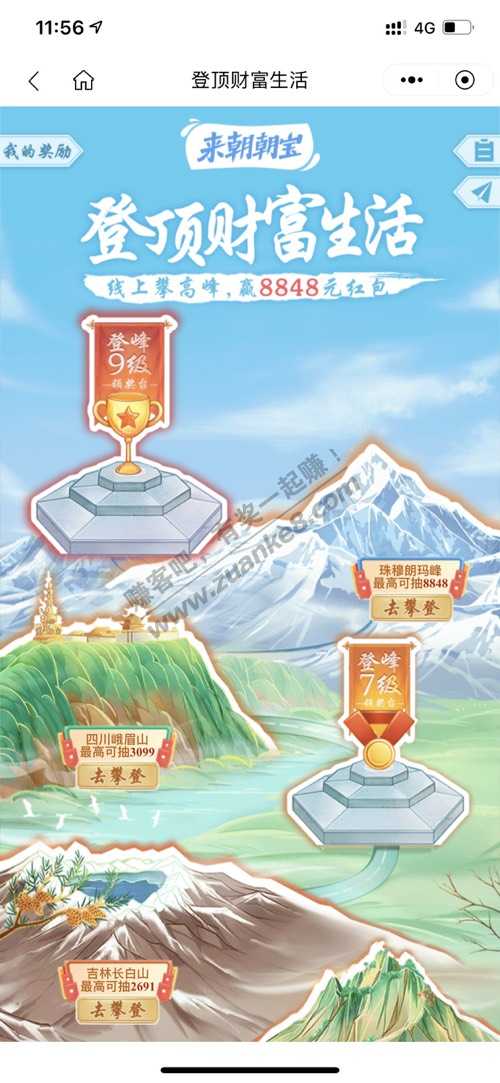 11:56
4G
登顶财富生活
我的奖励
来朝朝宝
登顶财富生活
线上攀高峰,赢8848元红包
登峰
9级
领奖台
赚客吧,有奖一起赚!
www.zuanke8.com
珠穆朗玛峰
最高可抽8848
去攀登
登峰
7级
领奖台
四川峨眉山
最高可抽3099
去攀登
吉林长白山
最高可抽2691
去攀登